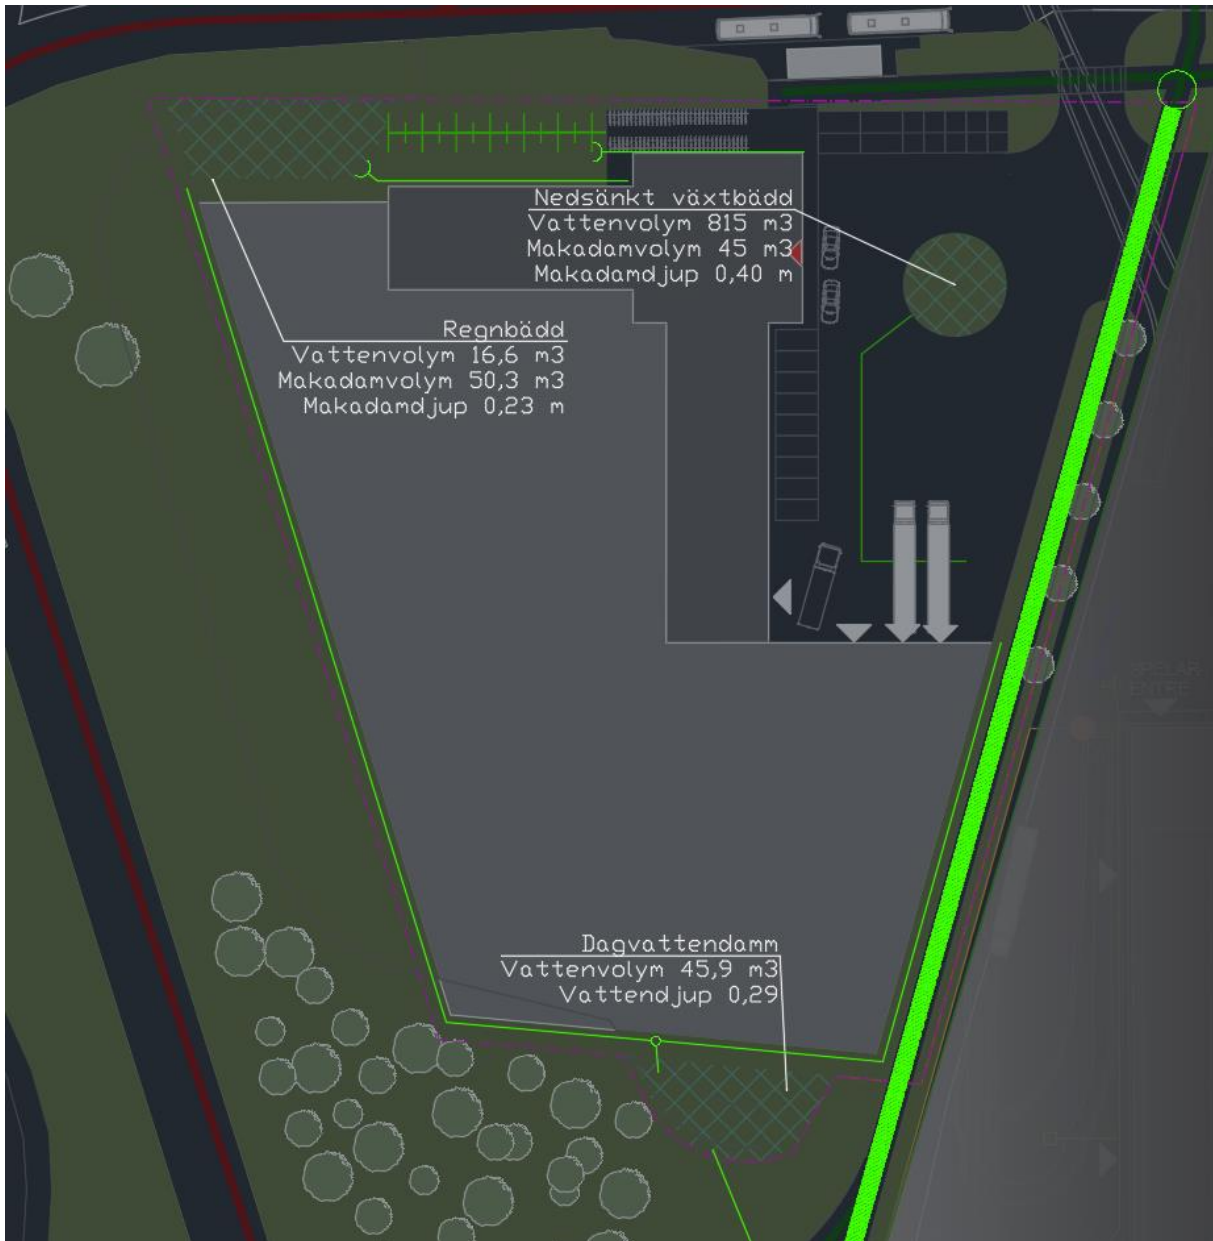 Nedsänkt växtbädd
Vattenvolym 815 m3
Makadamvolym 45 m3
Makadamdjup 0,40 m
Regnbädd
Vattenvolym 16,6 m3
Makadamvolym 50,3 m3
Makadamdjup 0,23 m
ENTRE
Dagvattendamm
Vattenvolym 45,9 m3
Vattendjup 0,29